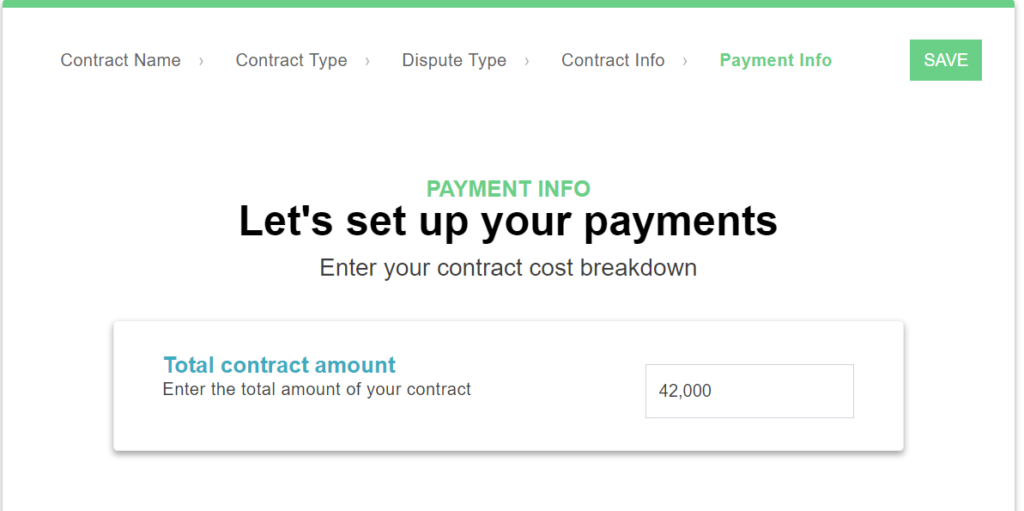 Contract Name › Contract Type › Dispute Type › Contract Info › Payment Info SAVE
PAYMENT INFO
Let's set up your payments
Enter your contract cost breakdown
Total contract amount
Enter the total amount of your contract
42,000